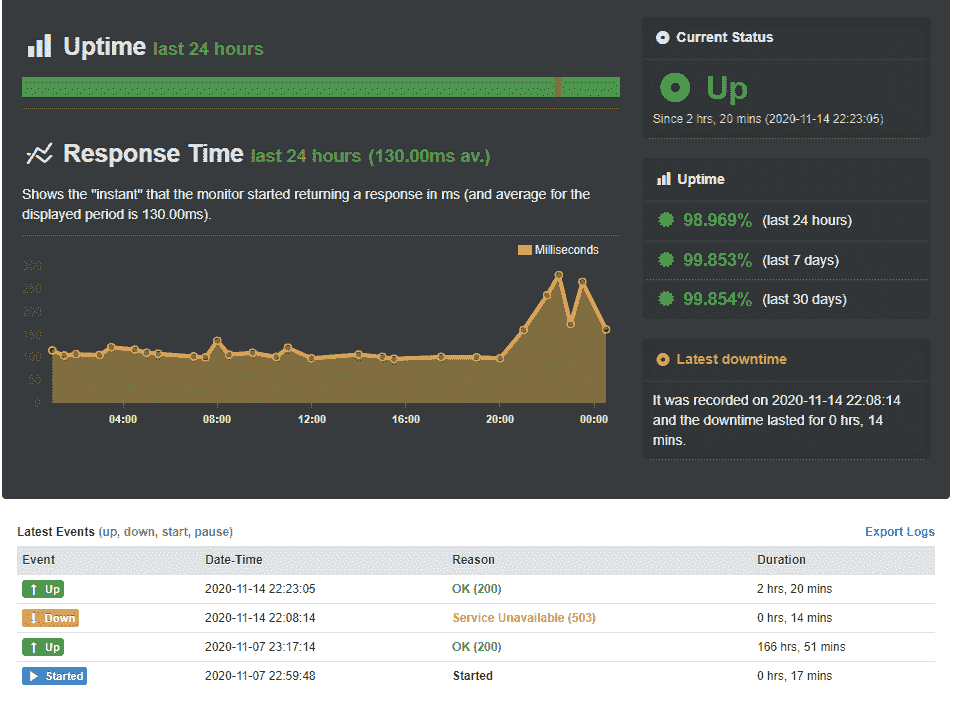 Uptime last 24 hours
Response Time last 24 hours (130.00ms av.)
Shows the "instant" that the monitor started returning a response in ms (and average for the
displayed period is 130.00ms).
Milliseconds
300
250
200
150
100
50
0
04:00 08:00 12:00 16:00 20:00 00:00
Current Status
Up
Since 2 hrs, 20 mins (2020-11-14 22:23:05)
Uptime
98.969% (last 24 hours)
99.853% (last 7 days)
99.854% (last 30 days)
Latest downtime
It was recorded on 2020-11-14 22:08:14
and the downtime lasted for 0 hrs, 14
mins.
Latest Events (up, down, start, pause) Export Logs
Event Date-Time Reason Duration
Up 2020-11-14 22:23:05 OK (200) 2 hrs, 20 mins
Down 2020-11-14 22:08:14 Service Unavailable (503) 0 hrs, 14 mins
Up 2020-11-07 23:17:14 OK (200) 166 hrs, 51 mins
Started 2020-11-07 22:59:48 Started 0 hrs, 17 mins